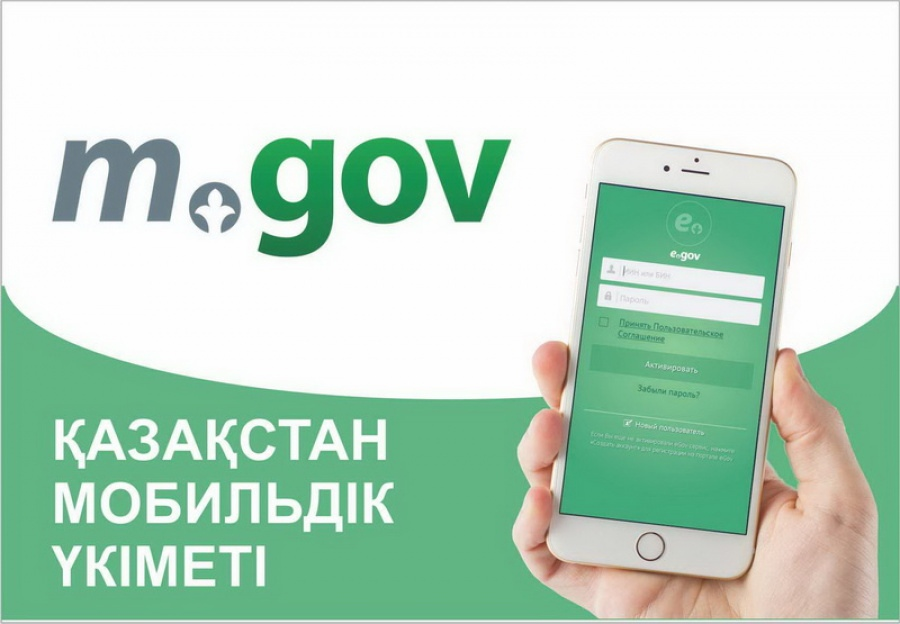 m.gov
e.gov
ИИН или БИН
Пароль
Принять Пользовательское
Соглашение
Активировать
Забыли пароль?
Новый пользователь
ҚАЗАҚСТАН
МОБИЛЬДІК
ҮКІМЕТІ